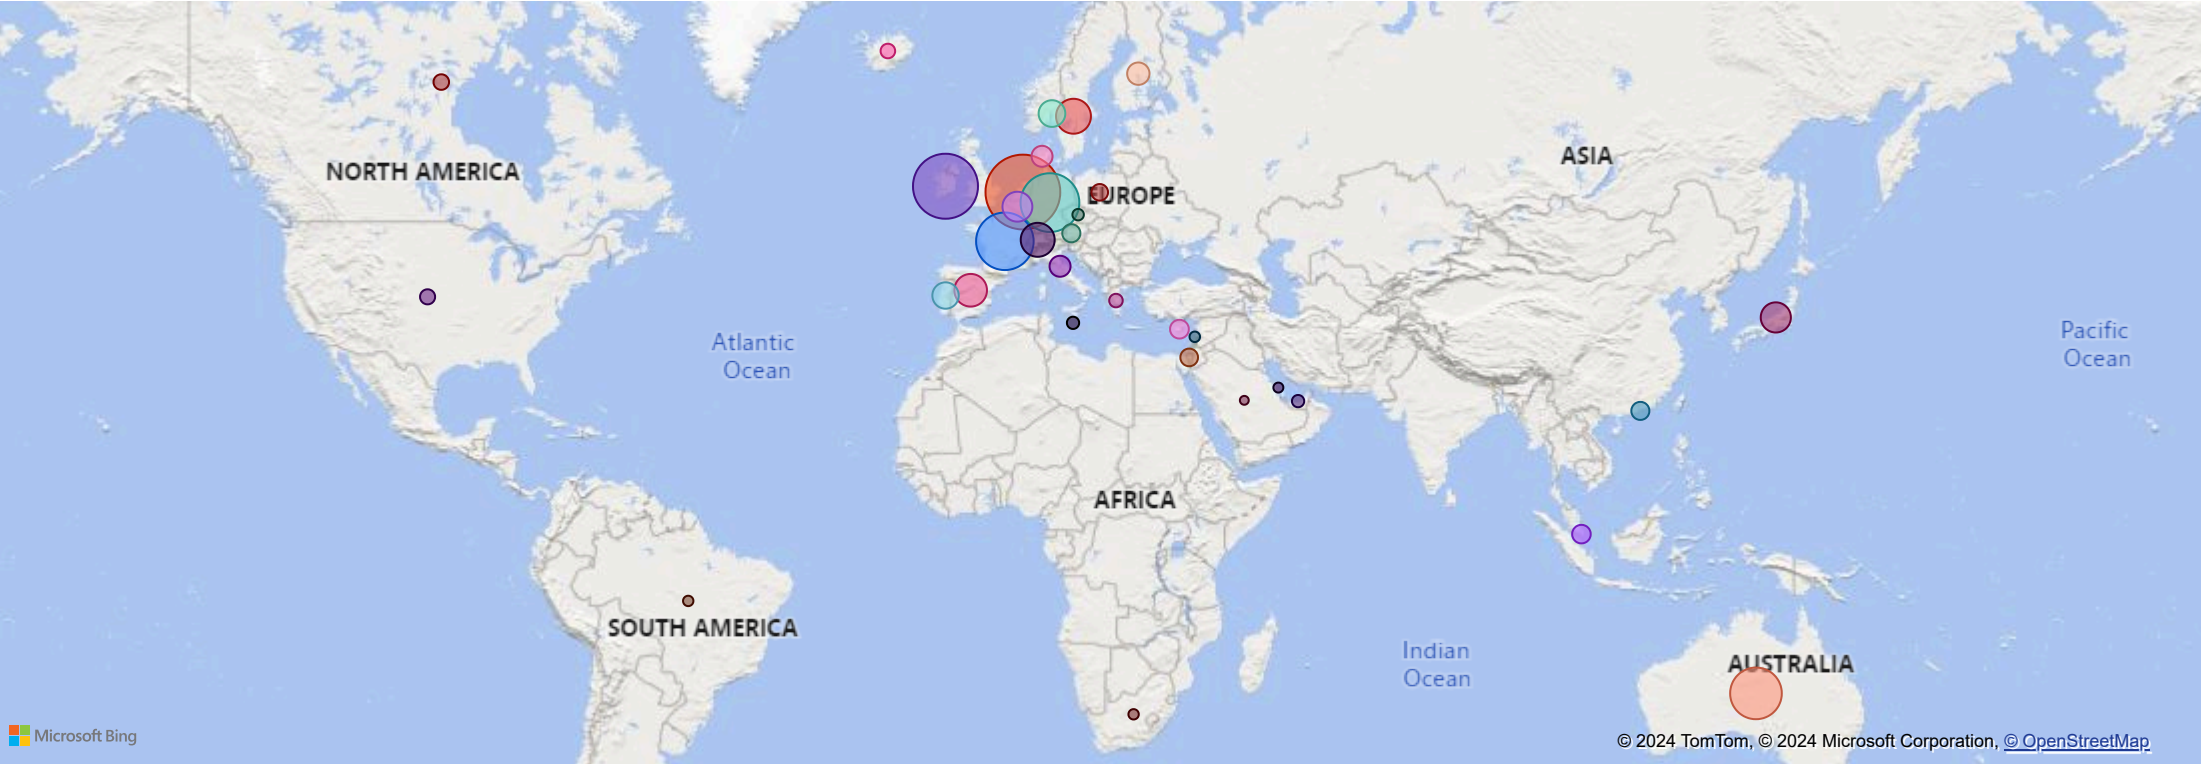 ASIA
NORTH AMERICA
EUROPE
Atlantic
Ocean
Pacific
Ocean
AFRICA
SOUTH AMERICA
Indian
Ocean
AUSTRALIA
Microsoft Bing
© 2024 TomTom, © 2024 Microsoft Corporation, © OpenStreetMap